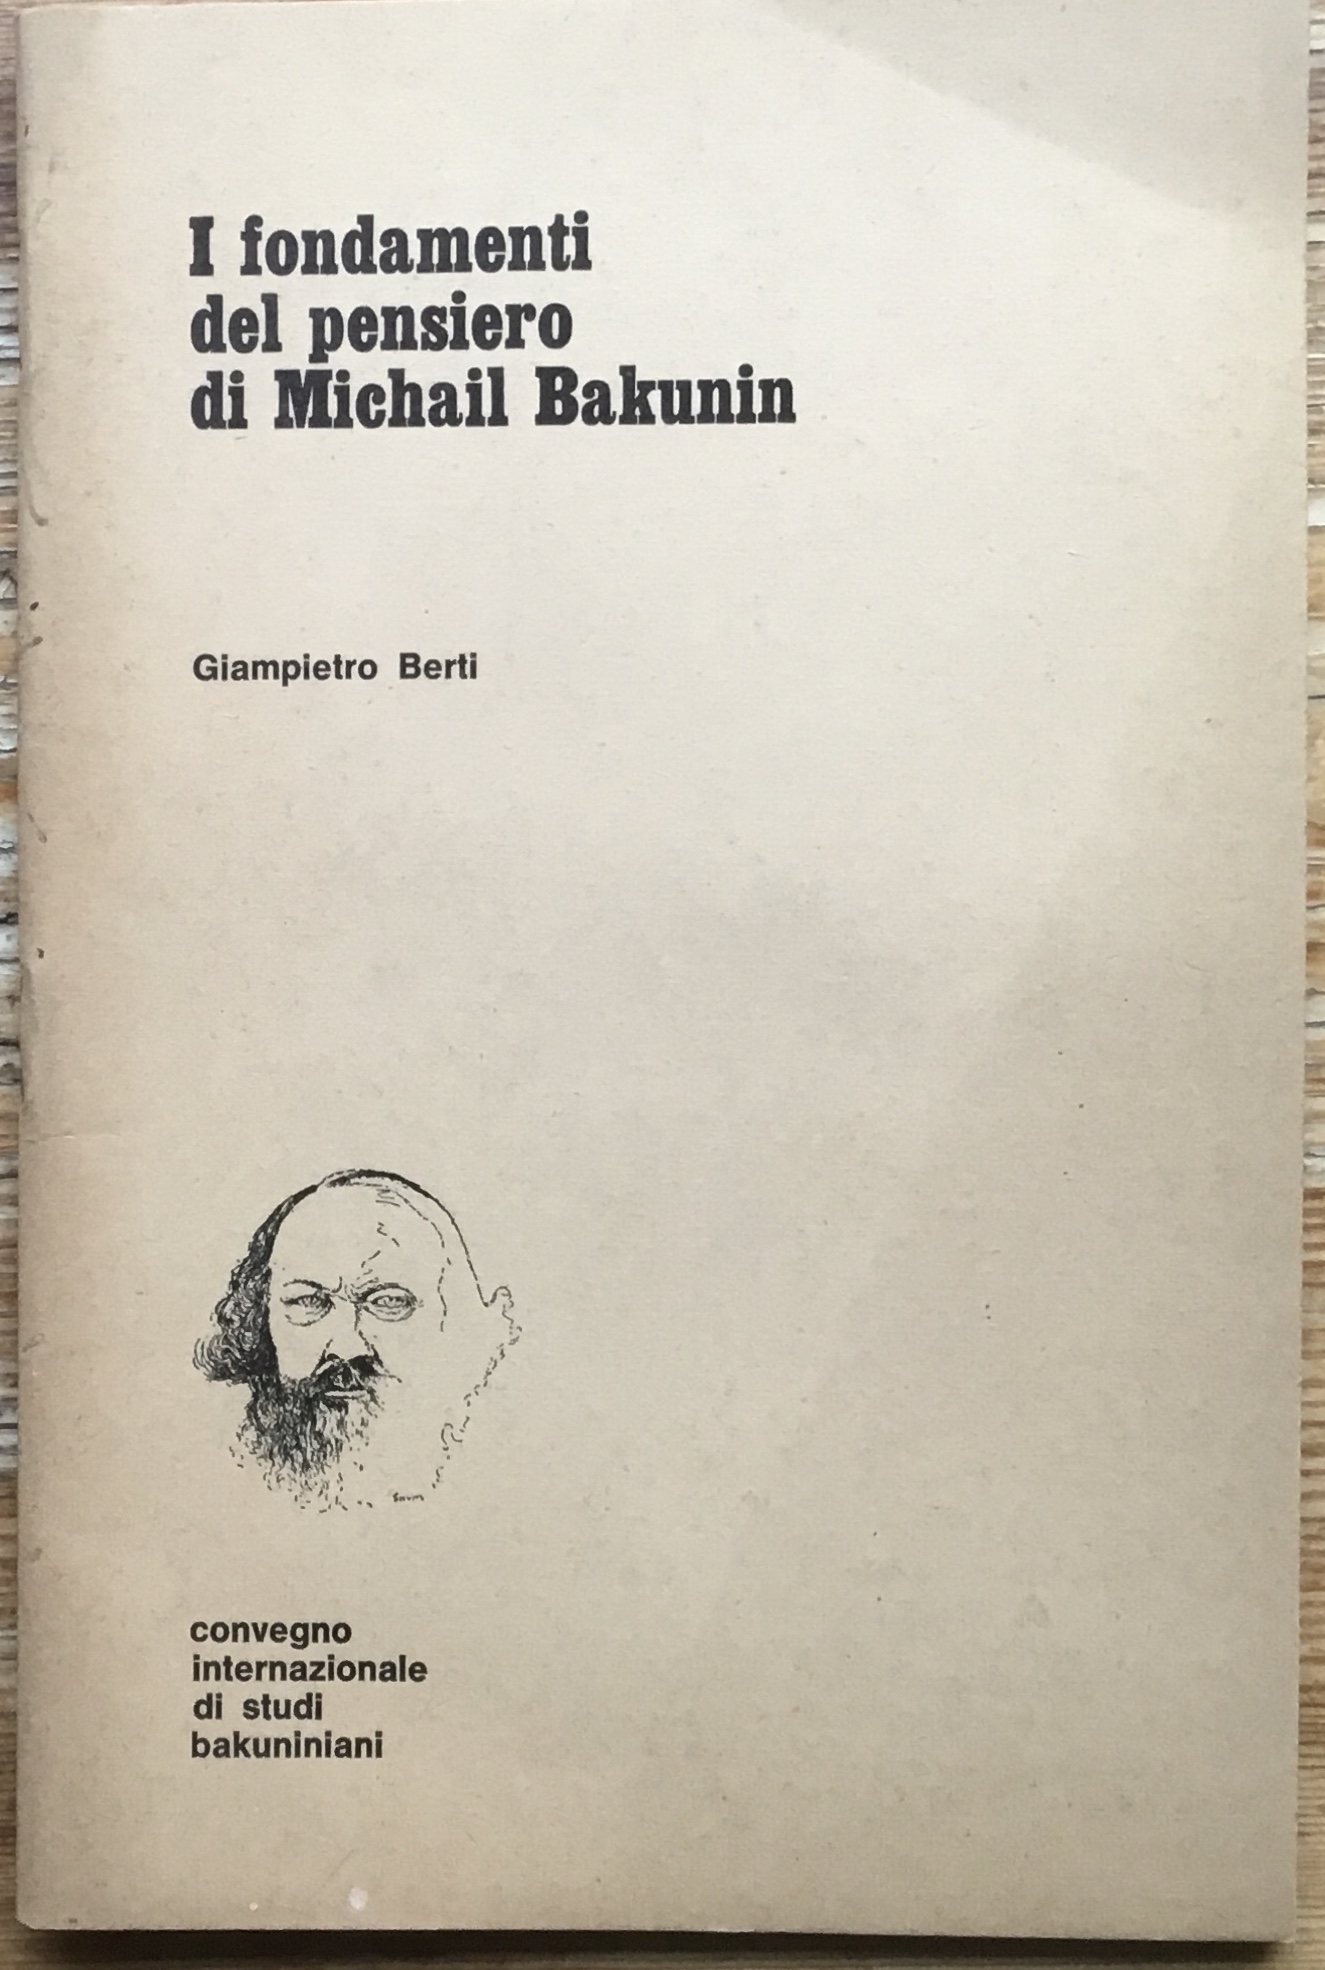 I fondamenti
del pensiero
di Michail Bakunin
Giampietro Berti
convegno
internazionale
di studi
bakuniniani